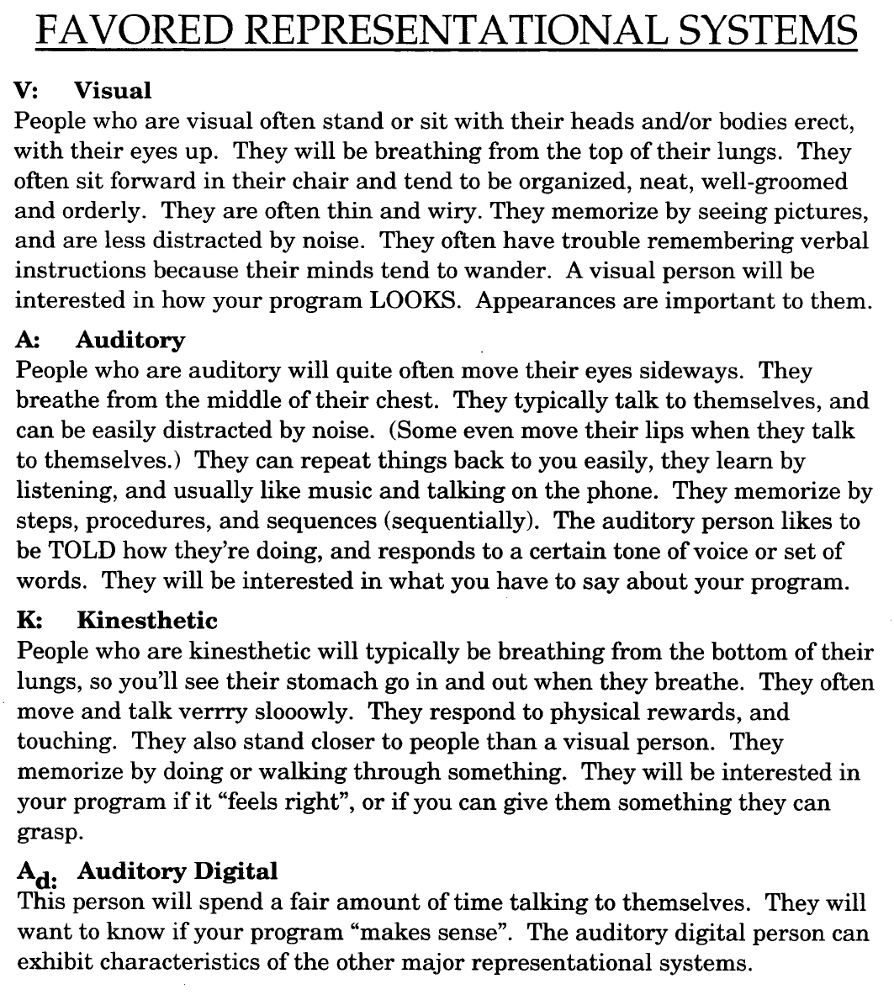 FAVORED REPRESENTATIONAL SYSTEMS
V: Visual
People who are visual often stand or sit with their heads and/or bodies erect,
with their eyes up. They will be breathing from the top of their lungs. They
often sit forward in their chair and tend to be organized, neat, well-groomed
and orderly. They are often thin and wiry. They memorize by seeing pictures,
and are less distracted by noise. They often have trouble remembering verbal
instructions because their minds tend to wander. A visual person will be
interested in how your program LOOKS. Appearances are important to them.
A: Auditory
People who are auditory will quite often move their eyes sideways. They
breathe from the middle of their chest. They typically talk to themselves, and
can be easily distracted by noise. (Some even move their lips when they talk
to themselves.) They can repeat things back to you easily, they learn by
listening, and usually like music and talking on the phone. They memorize by
steps, procedures, and sequences (sequentially). The auditory person likes to
be TOLD how they're doing, and responds to a certain tone of voice or set of
words. They will be interested in what you have to say about your program.
K: Kinesthetic
People who are kinesthetic will typically be breathing from the bottom of their
lungs, so you'll see their stomach go in and out when they breathe. They often
move and talk verrry slooowly. They respond to physical rewards, and
touching. They also stand closer to people than a visual person. They
memorize by doing or walking through something. They will be interested in
your program if it “feels right”, or if you can give them something they can
grasp.
Ad: Auditory Digital
This person will spend a fair amount of time talking to themselves. They will
want to know if your program “makes sense”. The auditory digital person can
exhibit characteristics of the other major representational systems.